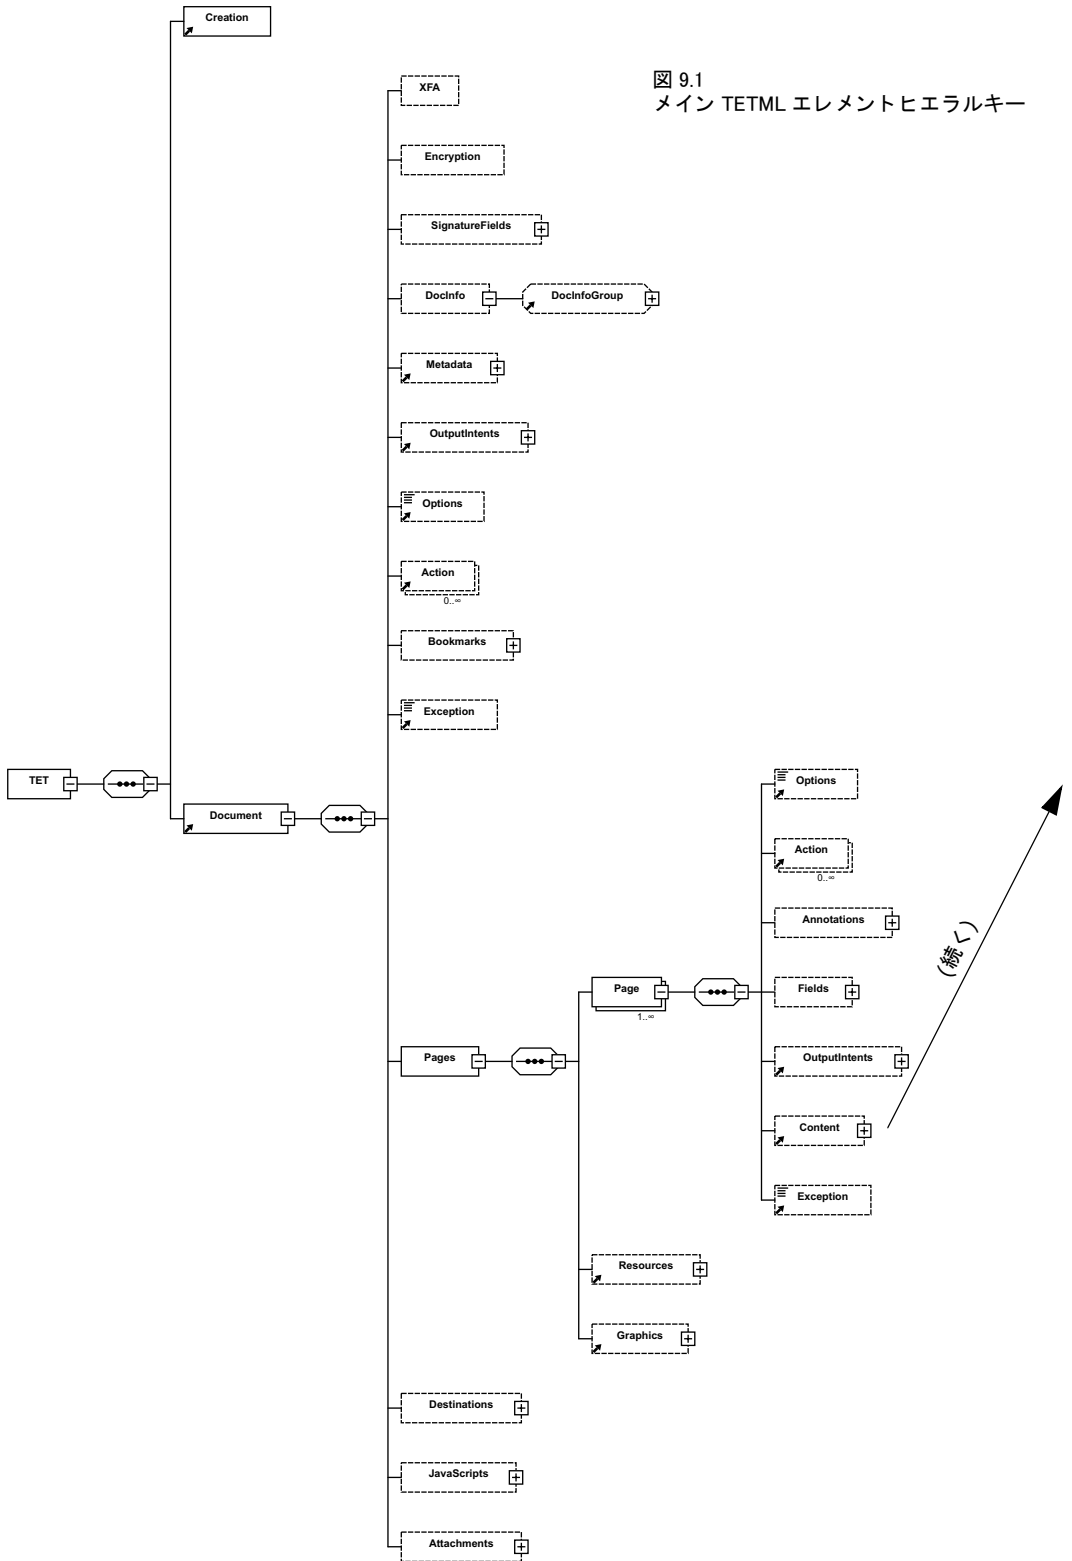 Creation
図 9.1
メイン TETML エレメントヒエラルキー
XFA
Encryption
SignatureFields
DocInfo
DocInfoGroup
Metadata
OutputIntents
Options
Action
0..∞
Bookmarks
Exception
TET
Document
Options
Action
0..∞
Annotations
(続く)
Fields
Page
1..∞
Pages
OutputIntents
Content
Exception
Resources
Graphics
Destinations
JavaScripts
Attachments